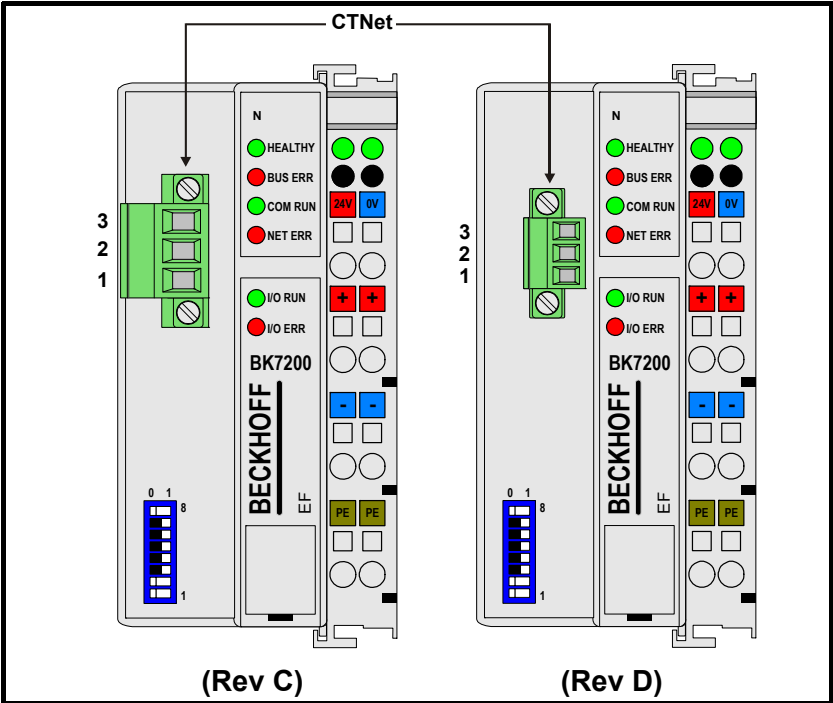 CTNet
N
HEALTHY
BUS ERR
COM RUN
NET ERR
24V 0V
3
2
1
+ +
I/O RUN
I/O ERR
BK7200
- -
BECKHOFF
EF
0 1
8
1
PE PE
(Rev C)
N
HEALTHY
BUS ERR
COM RUN
NET ERR
24V 0V
3
2
1
+ +
I/O RUN
I/O ERR
BK7200
- -
BECKHOFF
EF
0 1
8
1
PE PE
(Rev D)